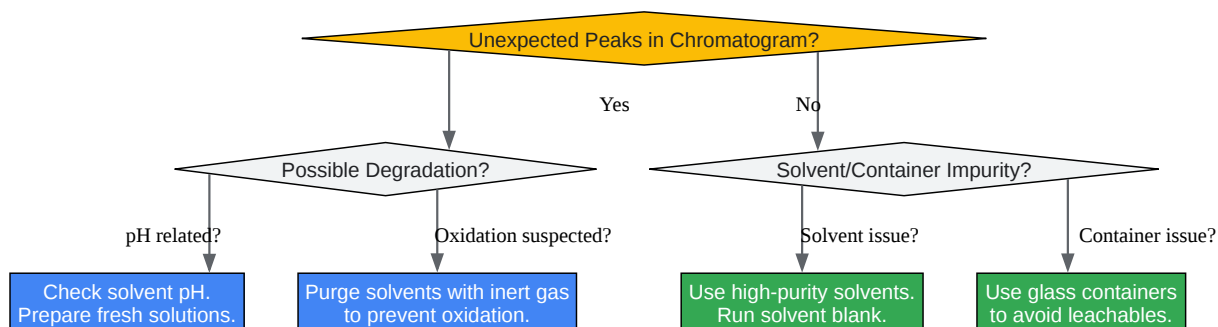 Unexpected Peaks in Chromatogram?
Yes
No
Possible Degradation?
Solvent/Container Impurity?
pH related?
Oxidation suspected?
Solvent issue?
Container issue?
Check solvent pH.
Prepare fresh solutions.
Purge solvents with inert gas
to prevent oxidation.
Use high-purity solvents.
Run solvent blank.
Use glass containers
to avoid leachables.